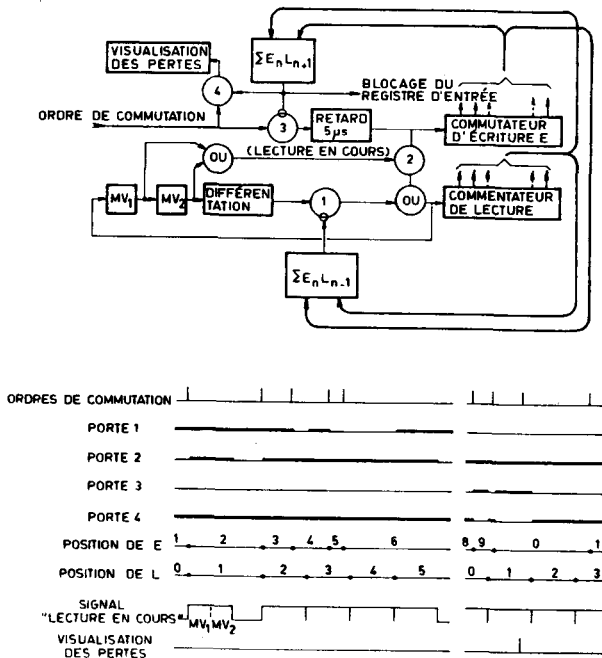 VISUALISATION
DES PERTES
ΣEₙLₙ₊₁
4
BLOCAGE DU
REGISTRE D'ENTRÉE
ORDRE DE COMMUTATION
3
RETARD
5µs
COMMUTATEUR
D'ÉCRITURE E
OU
(LECTURE EN COURS)
2
MV₁
MV₂
DIFFÉREN
TATION
1
OU
COMMENTATEUR
DE LECTURE
ΣEₙLₙ₋₁
ORDRES DE COMMUTATION
PORTE 1
PORTE 2
PORTE 3
PORTE 4
POSITION DE E 1 2 3 4 5 6 8 9 0 1
POSITION DE L 0 1 2 3 4 5 0 1 2 3
SIGNAL
"LECTURE EN COURS"
MV₁ MV₂
VISUALISATION
DES PERTES